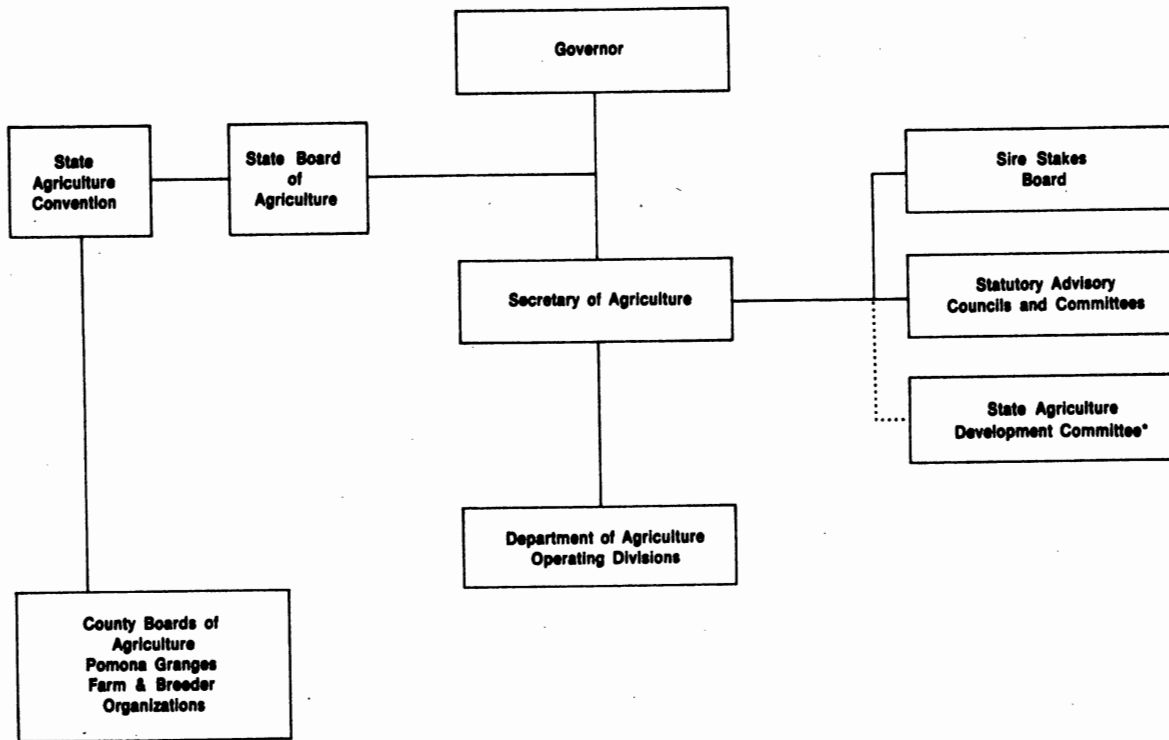 Governor
State
Agriculture
Convention
State Board
of
Agriculture
Sire Stakes
Board
Secretary of Agriculture
Statutory Advisory
Councils and Committees
State Agriculture
Development Committee*
Department of Agriculture
Operating Divisions
County Boards of
Agriculture
Pomona Granges
Farm & Breeder
Organizations